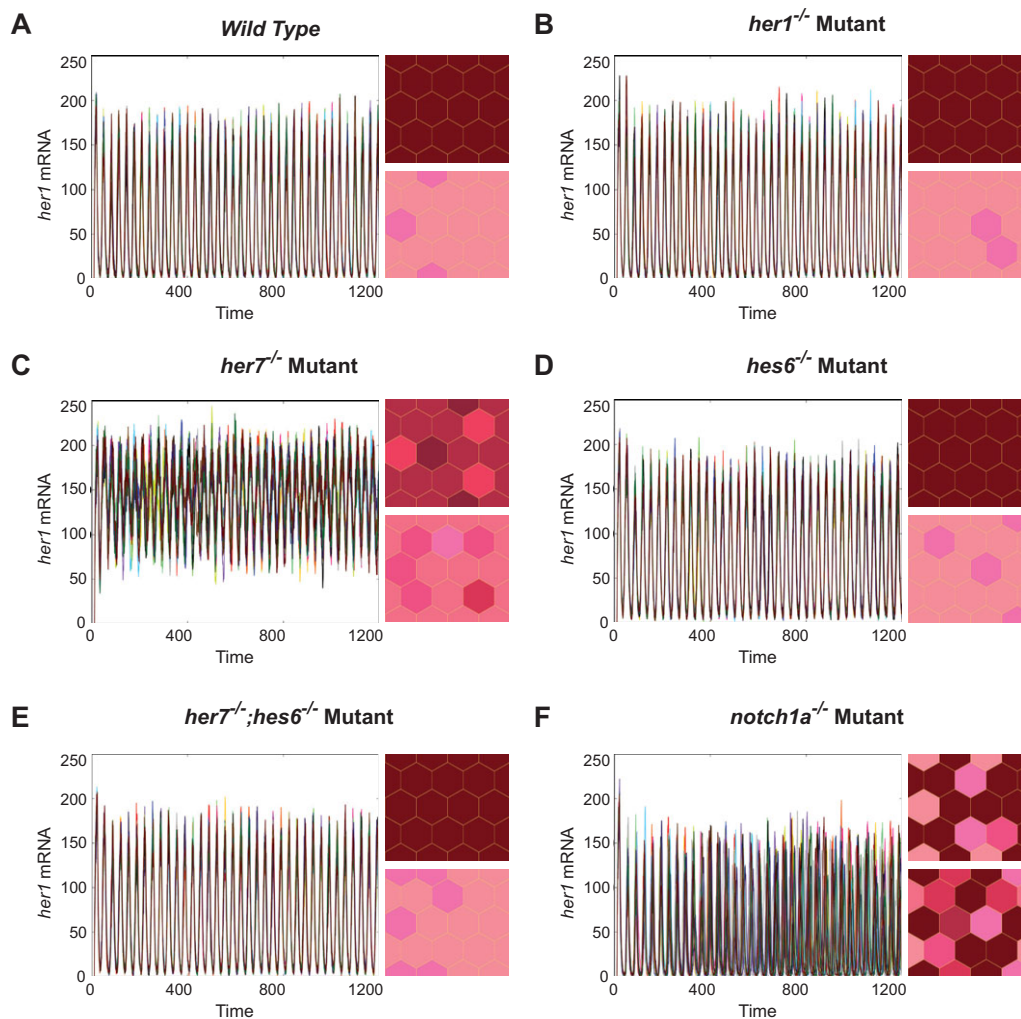 A
Wild Type
250
200
150
100
50
0
her1 mRNA
0 400 800 1200
Time
B
her1-/- Mutant
250
200
150
100
50
0
her1 mRNA
0 400 800 1200
Time
C
her7-/- Mutant
250
200
150
100
50
0
her1 mRNA
0 400 800 1200
Time
D
hes6-/- Mutant
250
200
150
100
50
0
her1 mRNA
0 400 800 1200
Time
E
her7-/-;hes6-/- Mutant
250
200
150
100
50
0
her1 mRNA
0 400 800 1200
Time
F
notch1a-/- Mutant
250
200
150
100
50
0
her1 mRNA
0 400 800 1200
Time